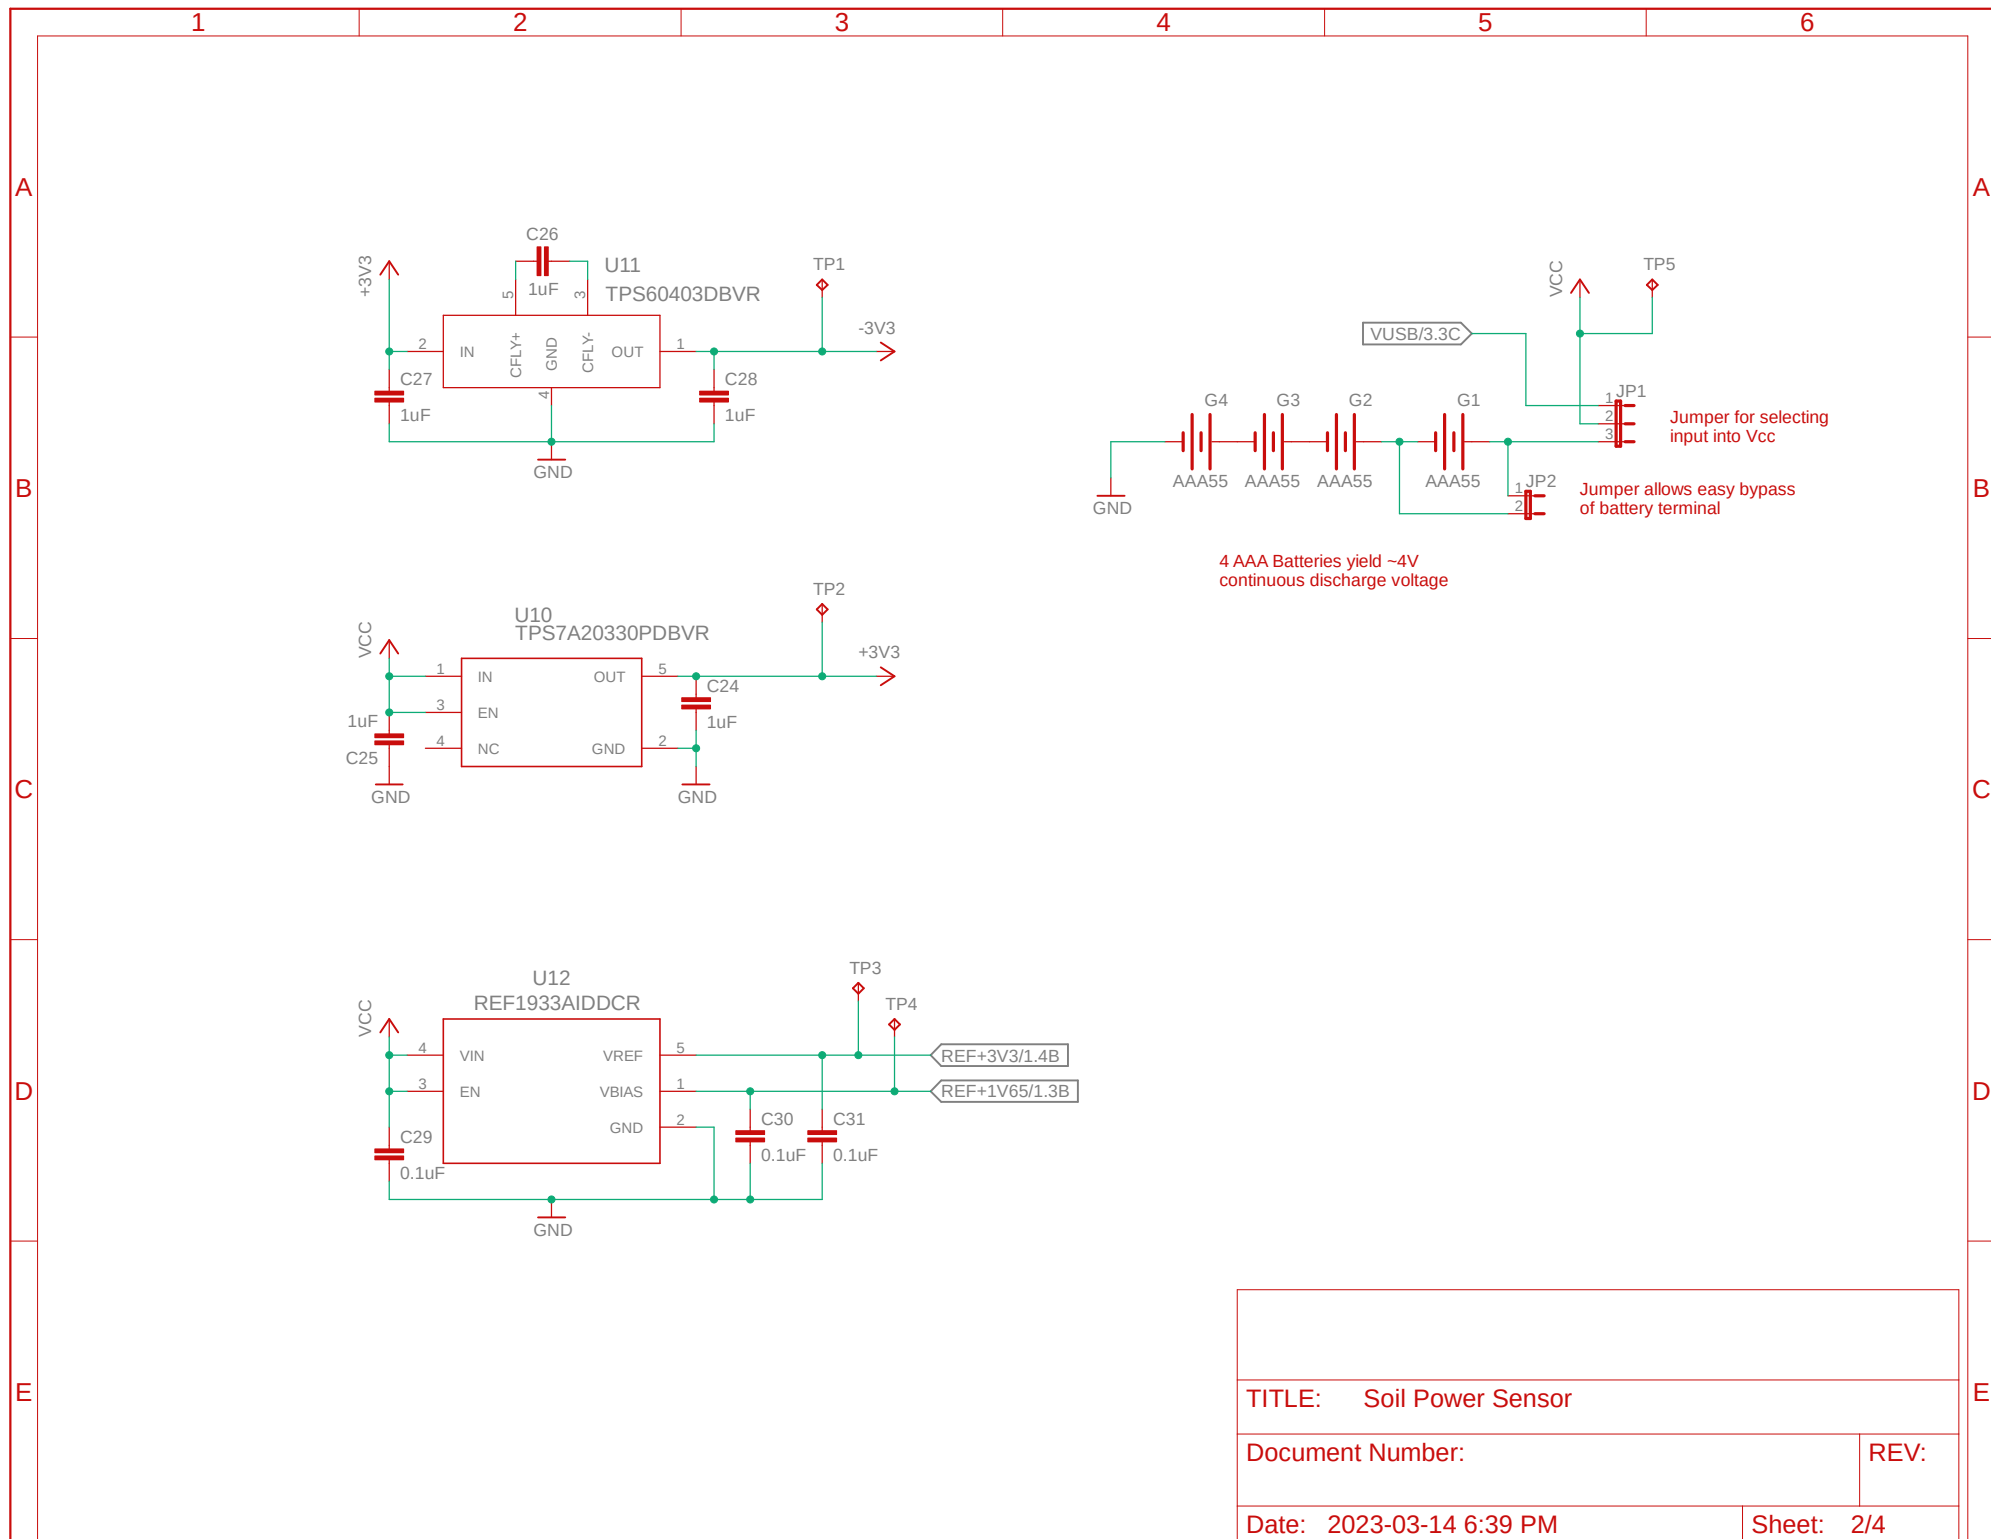 1 2 3 4 5 6
A A
B B
C C
D D
E E
C26
1uF
U11
TPS60403DBVR
+3V3
5
3
2
IN
CFLY+
GND
CFLY-
OUT
1
4
TP1
-3V3
C27
1uF
C28
1uF
GND
VCC
TP5
VUSB/3.3C
G4
G3
G2
G1
AAA55
AAA55
AAA55
AAA55
GND
JP1
1
2
3
Jumper for selecting
input into Vcc
JP2
1
2
Jumper allows easy bypass
of battery terminal
4 AAA Batteries yield ~4V
continuous discharge voltage
U10
TPS7A20330PDBVR
VCC
1
IN
3
EN
4
NC
OUT
5
GND
2
TP2
+3V3
1uF
C25
GND
C24
1uF
GND
U12
REF1933AIDDCR
VCC
4
VIN
3
EN
VREF
5
VBIAS
1
GND
2
TP3
TP4
REF+3V3/1.4B
REF+1V65/1.3B
C29
0.1uF
C30
0.1uF
C31
0.1uF
GND
TITLE: Soil Power Sensor
Document Number:
REV:
Date: 2023-03-14 6:39 PM
Sheet: 2/4